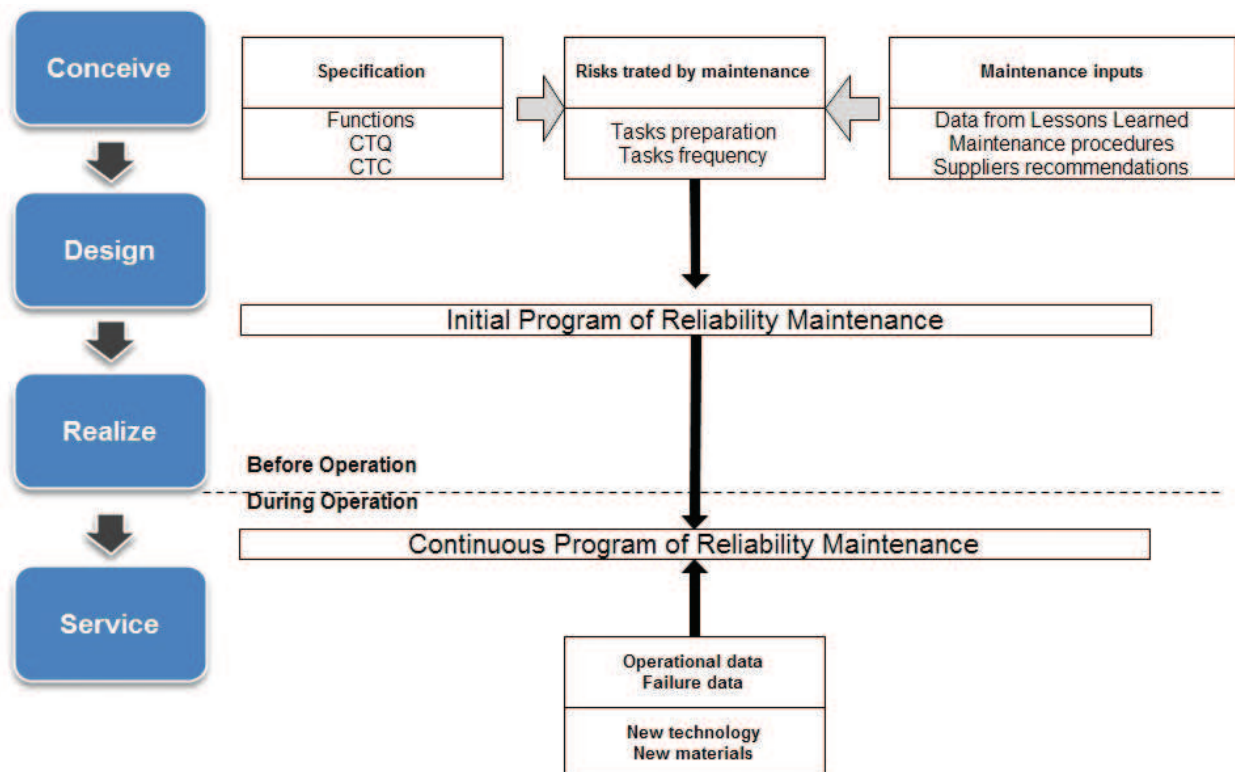 Conceive
Design
Realize
Service
Specification
Functions
CTQ
CTC
Risks trated by maintenance
Tasks preparation
Tasks frequency
Maintenance inputs
Data from Lessons Learned
Maintenance procedures
Suppliers recommendations
Initial Program of Reliability Maintenance
Before Operation
During Operation
Continuous Program of Reliability Maintenance
Operational data
Failure data
New technology
New materials